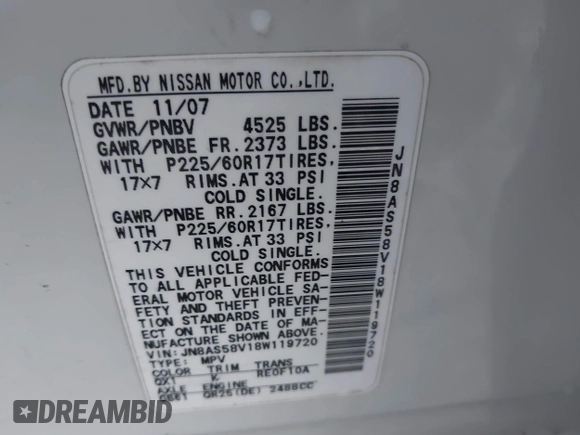 MFD.BY NISSAN MOTOR CO.,LTD.
DATE 11/07
GVWR/PNBV 4525 LBS.
GAWR/PNBE FR.2373 LBS.
WITH P225/60R17TIRES,
17X7 RIMS.AT 33 PSI
COLD SINGLE.
GAWR/PNBE RR.2167 LBS.
WITH P225/60R17TIRES,
17X7 RIMS.AT 33 PSI
COLD SINGLE.
THIS VEHICLE CONFORMS
TO ALL APPLICABLE FED-
ERAL MOTOR VEHICLE SA-
FETY AND THEFT PREVEN-
TION STANDARDS IN EFF-
ECT ON THE DATE OF MA-
NUFACTURE SHOWN ABOVE.
VIN: JN8AS58V18W119720
TYPE: MPV
COLOR TRIM TRANS
QX1 K RE0F10A
AXLE ENGINE
GB61 QR25(DE) 2488CC
JN8AS58V18W119720
DREAMBID
dreambid.com